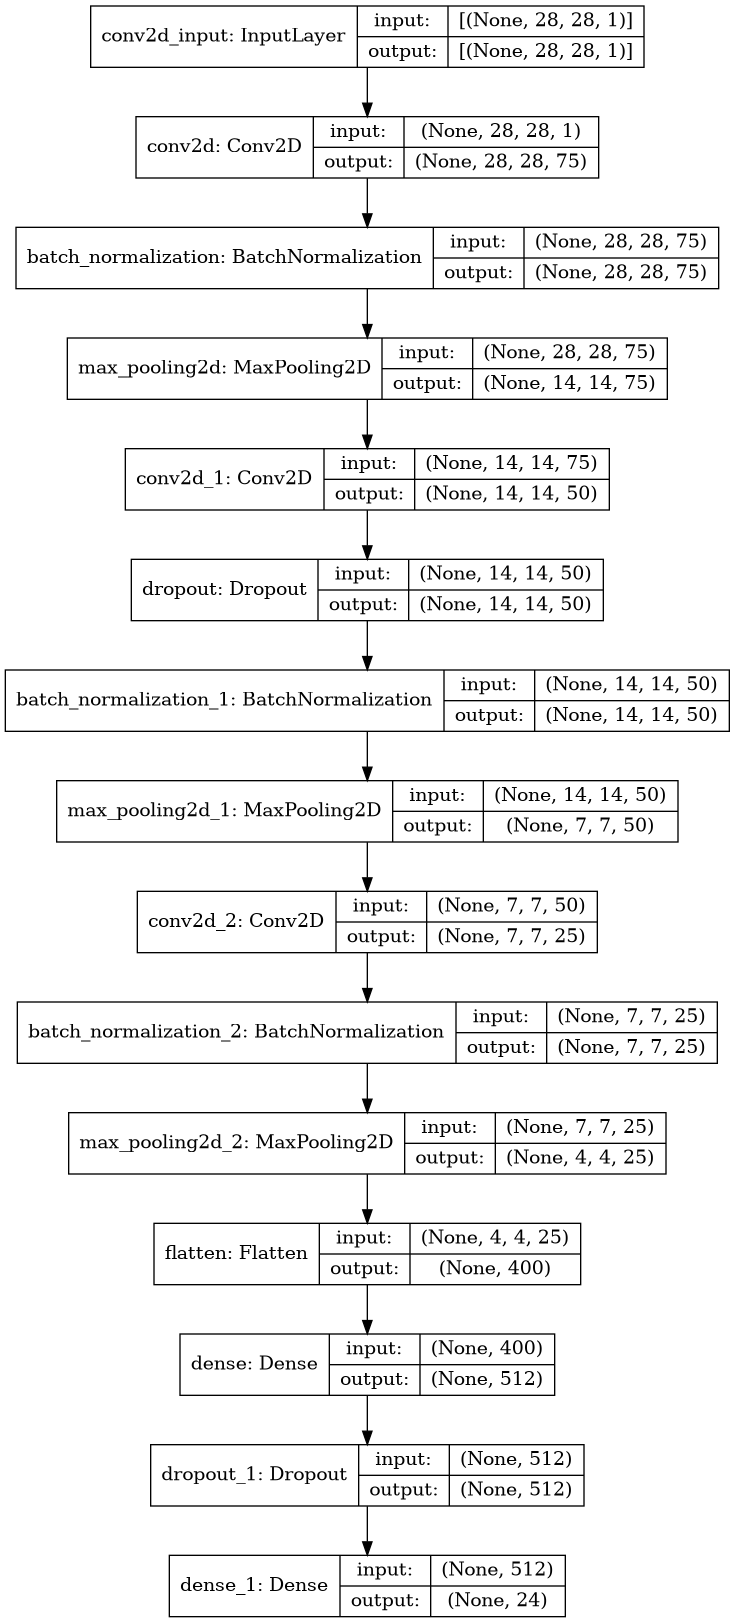 conv2d_input: InputLayer
input:
[(None, 28, 28, 1)]
output:
[(None, 28, 28, 1)]
conv2d: Conv2D
input:
(None, 28, 28, 1)
output:
(None, 28, 28, 75)
batch_normalization: BatchNormalization
input:
(None, 28, 28, 75)
output:
(None, 28, 28, 75)
max_pooling2d: MaxPooling2D
input:
(None, 28, 28, 75)
output:
(None, 14, 14, 75)
conv2d_1: Conv2D
input:
(None, 14, 14, 75)
output:
(None, 14, 14, 50)
dropout: Dropout
input:
(None, 14, 14, 50)
output:
(None, 14, 14, 50)
batch_normalization_1: BatchNormalization
input:
(None, 14, 14, 50)
output:
(None, 14, 14, 50)
max_pooling2d_1: MaxPooling2D
input:
(None, 14, 14, 50)
output:
(None, 7, 7, 50)
conv2d_2: Conv2D
input:
(None, 7, 7, 50)
output:
(None, 7, 7, 25)
batch_normalization_2: BatchNormalization
input:
(None, 7, 7, 25)
output:
(None, 7, 7, 25)
max_pooling2d_2: MaxPooling2D
input:
(None, 7, 7, 25)
output:
(None, 4, 4, 25)
flatten: Flatten
input:
(None, 4, 4, 25)
output:
(None, 400)
dense: Dense
input:
(None, 400)
output:
(None, 512)
dropout_1: Dropout
input:
(None, 512)
output:
(None, 512)
dense_1: Dense
input:
(None, 512)
output:
(None, 24)